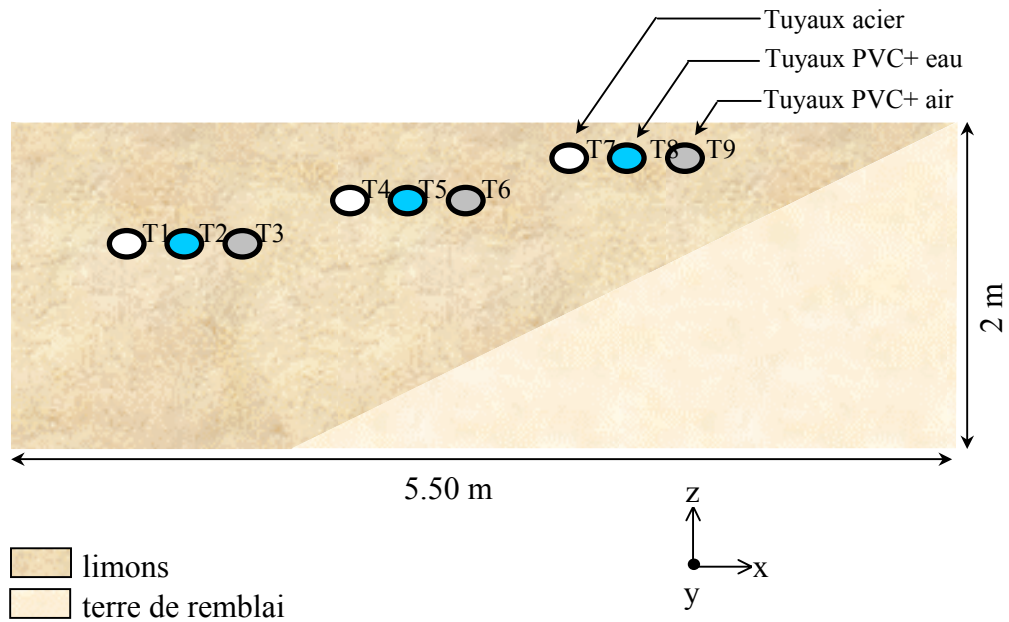 Tuyaux acier
Tuyaux PVC+ eau
Tuyaux PVC+ air
T7
T8
T9
T4
T5
T6
T1
T2
T3
2 m
5.50 m
z
x
y
limons
terre de remblai